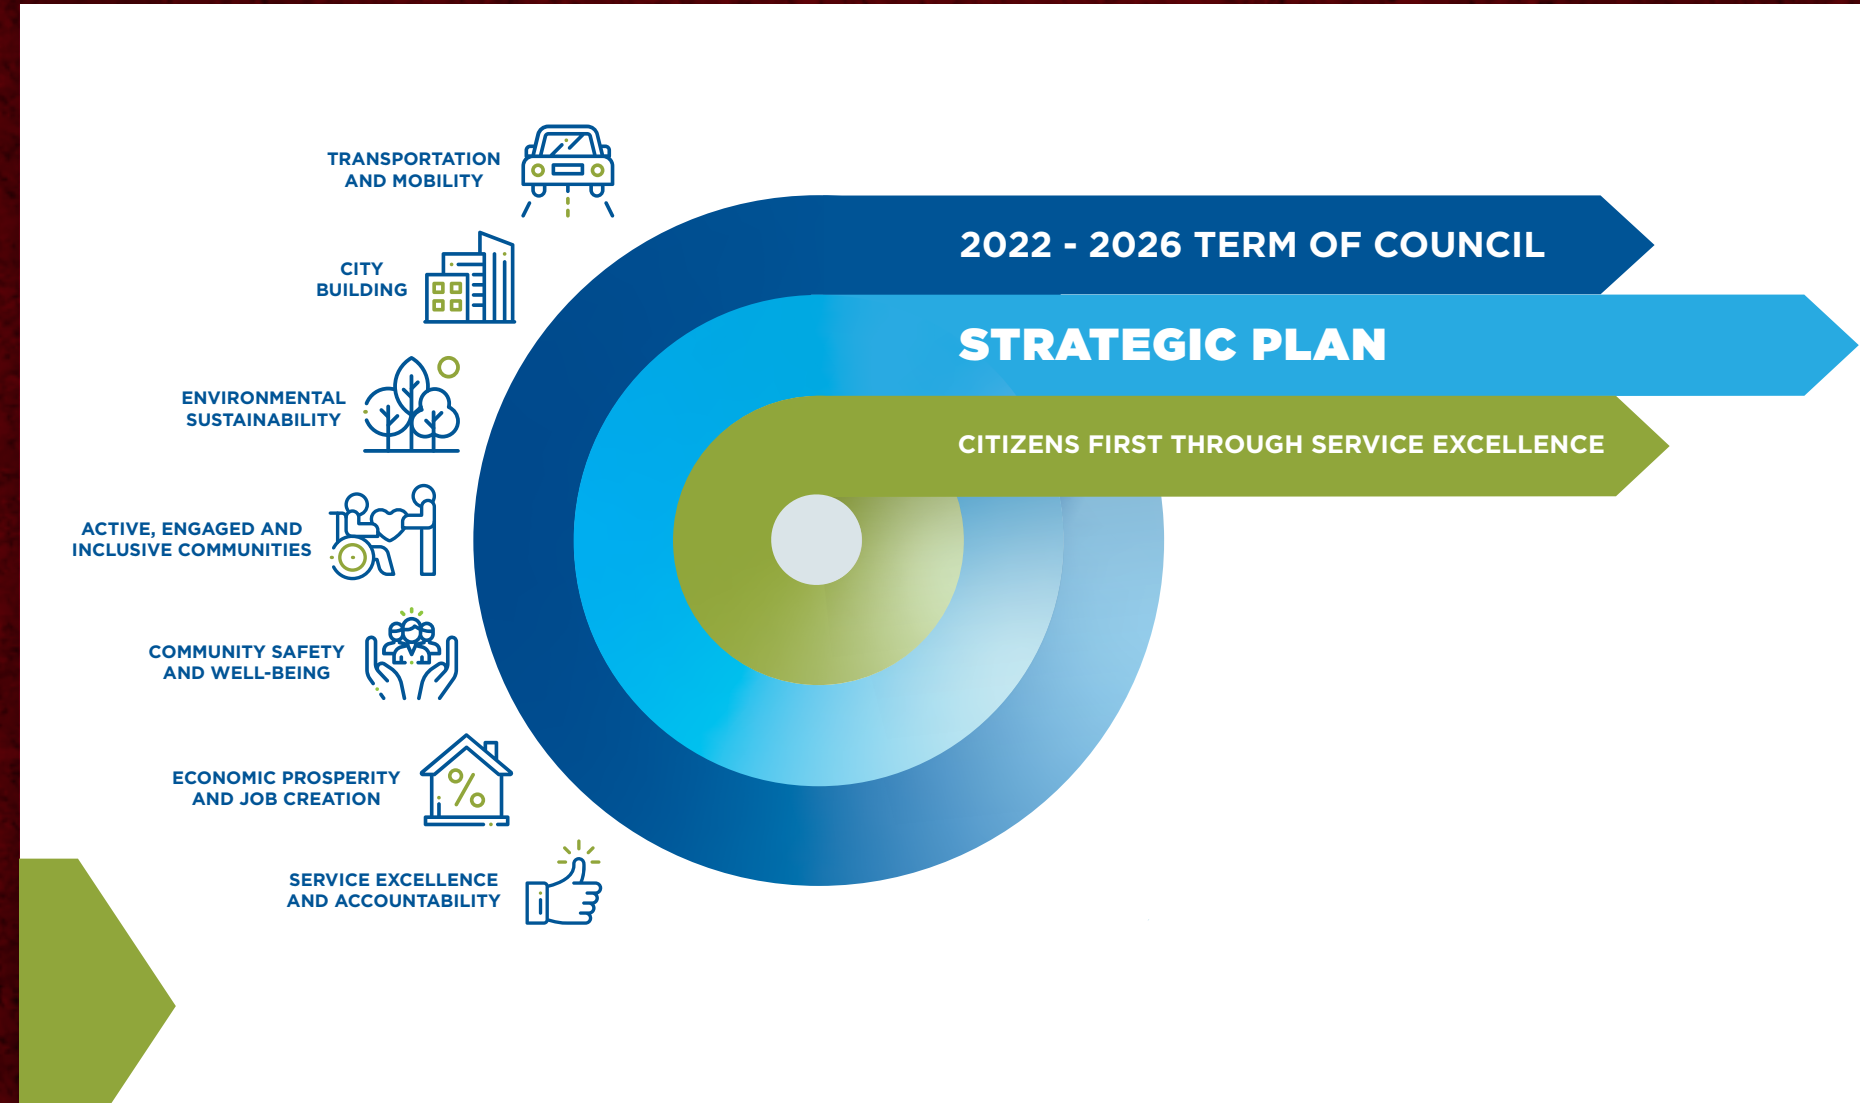 TRANSPORTATION
AND MOBILITY
CITY
BUILDING
ENVIRONMENTAL
SUSTAINABILITY
ACTIVE, ENGAGED AND
INCLUSIVE COMMUNITIES
COMMUNITY SAFETY
AND WELL-BEING
ECONOMIC PROSPERITY
AND JOB CREATION
SERVICE EXCELLENCE
AND ACCOUNTABILITY
2022 - 2026 TERM OF COUNCIL
STRATEGIC PLAN
CITIZENS FIRST THROUGH SERVICE EXCELLENCE